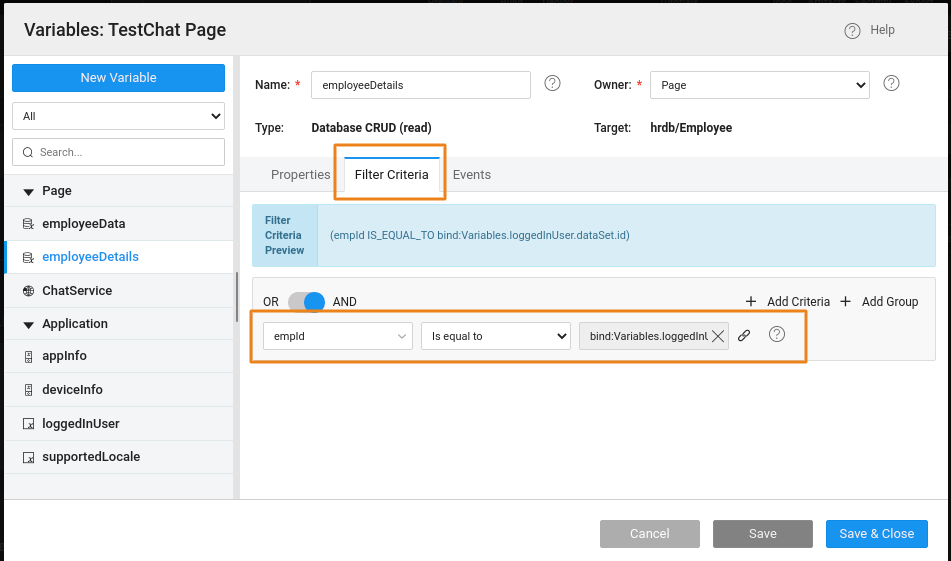 Variables: TestChat Page
Help
New Variable
All
Search...
Page
employeeData
employeeDetails
ChatService
Application
appInfo
deviceInfo
loggedInUser
supportedLocale
Name: *
employeeDetails
Owner: *
Page
Type:
Database CRUD (read)
Target:
hrdb/Employee
Properties
Filter Criteria
Events
Filter
Criteria
Preview
(empId IS_EQUAL_TO bind:Variables.loggedInUser.dataSet.id)
OR
AND
+ Add Criteria
+ Add Group
empId
Is equal to
bind:Variables.loggedInU
Cancel
Save
Save & Close